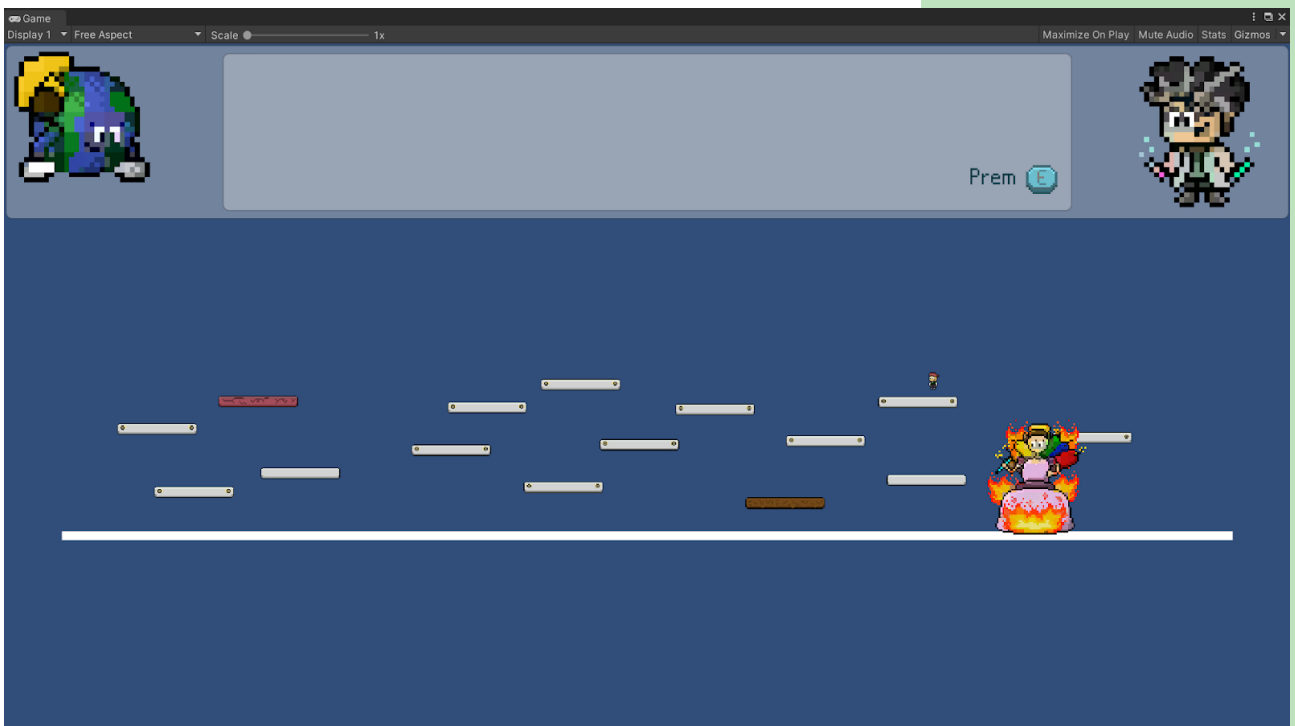 Game
Display 1 Free Aspect Scale 1x Maximize On Play Mute Audio Stats Gizmos
Prem E